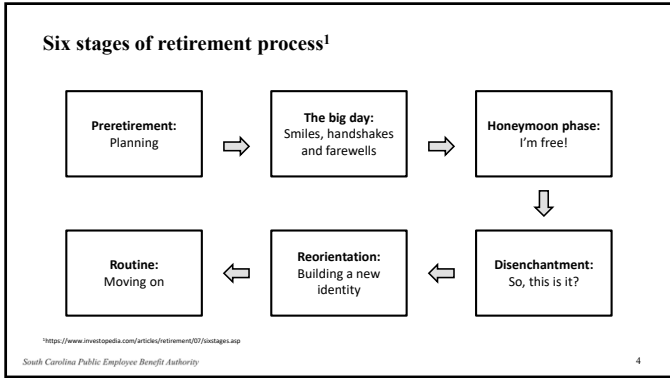 Six stages of retirement process¹
Preretirement:
Planning
The big day:
Smiles, handshakes
and farewells
Honeymoon phase:
I'm free!
Disenchantment:
So, this is it?
Reorientation:
Building a new
identity
Routine:
Moving on
¹https://www.investopedia.com/articles/retirement/07/sixstages.asp
South Carolina Public Employee Benefit Authority
4